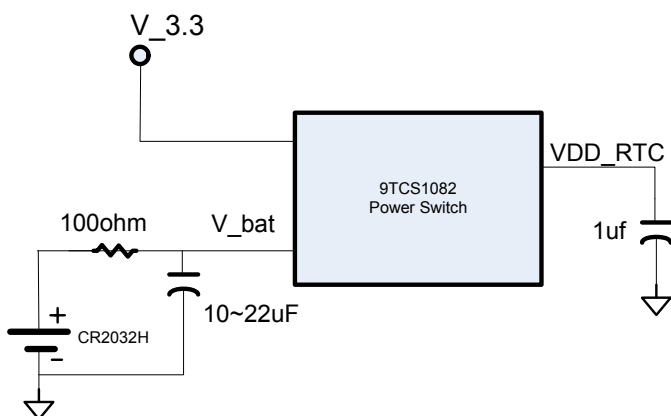 V_3.3
9TCS1082
Power Switch
VDD_RTC
100ohm
V_bat
1uf
10~22uF
+
CR2032H
-